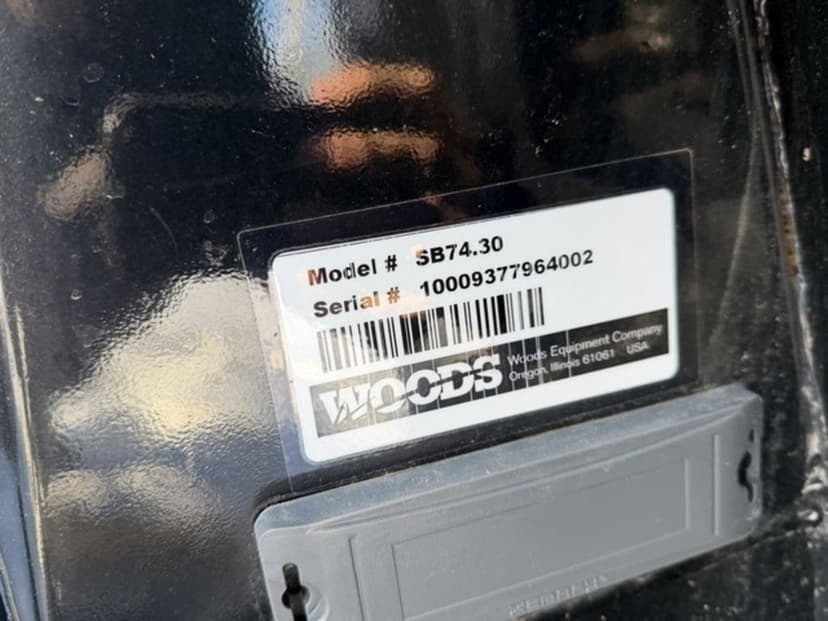 Model # SB74.30
Serial # 10009377964002
WOODS
Woods Equipment Company
Oregon, Illinois 61061 USA